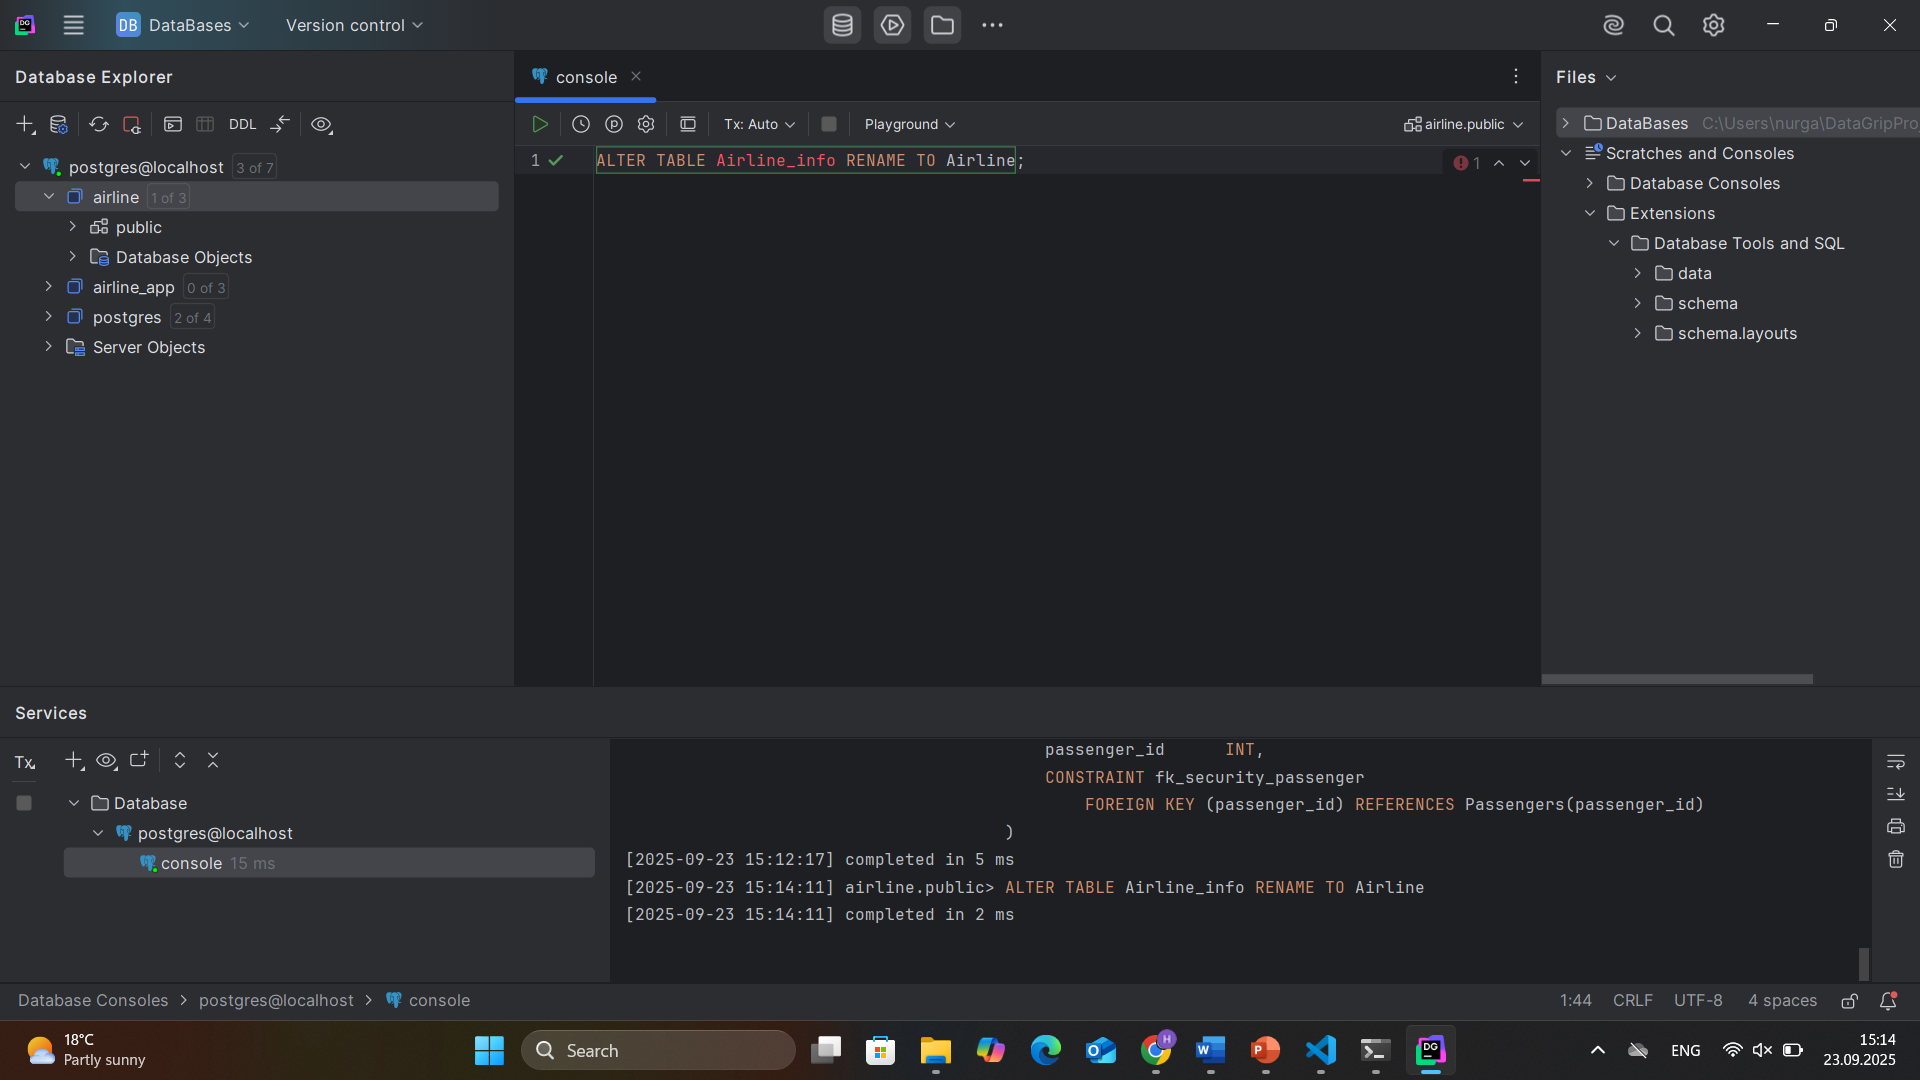 DB DataBases Version control
Database Explorer
DDL
postgres@localhost 3 of 7
airline 1 of 3
public
Database Objects
airline_app 0 of 3
postgres 2 of 4
Server Objects
console
Tx: Auto Playground airline.public
1 ALTER TABLE Airline_info RENAME TO Airline; 1
Files
DataBases C:\Users\nurga\DataGripPro
Scratches and Consoles
Database Consoles
Extensions
Database Tools and SQL
data
schema
schema.layouts
Services
Tx
Database
postgres@localhost
console 15 ms
passenger_id INT,
CONSTRAINT fk_security_passenger
FOREIGN KEY (passenger_id) REFERENCES Passengers(passenger_id)
)
[2025-09-23 15:12:17] completed in 5 ms
[2025-09-23 15:14:11] airline.public> ALTER TABLE Airline_info RENAME TO Airline
[2025-09-23 15:14:11] completed in 2 ms
Database Consoles > postgres@localhost > console
1:44 CRLF UTF-8 4 spaces
18°C
Partly sunny
Search
H
DG
ENG
15:14
23.09.2025